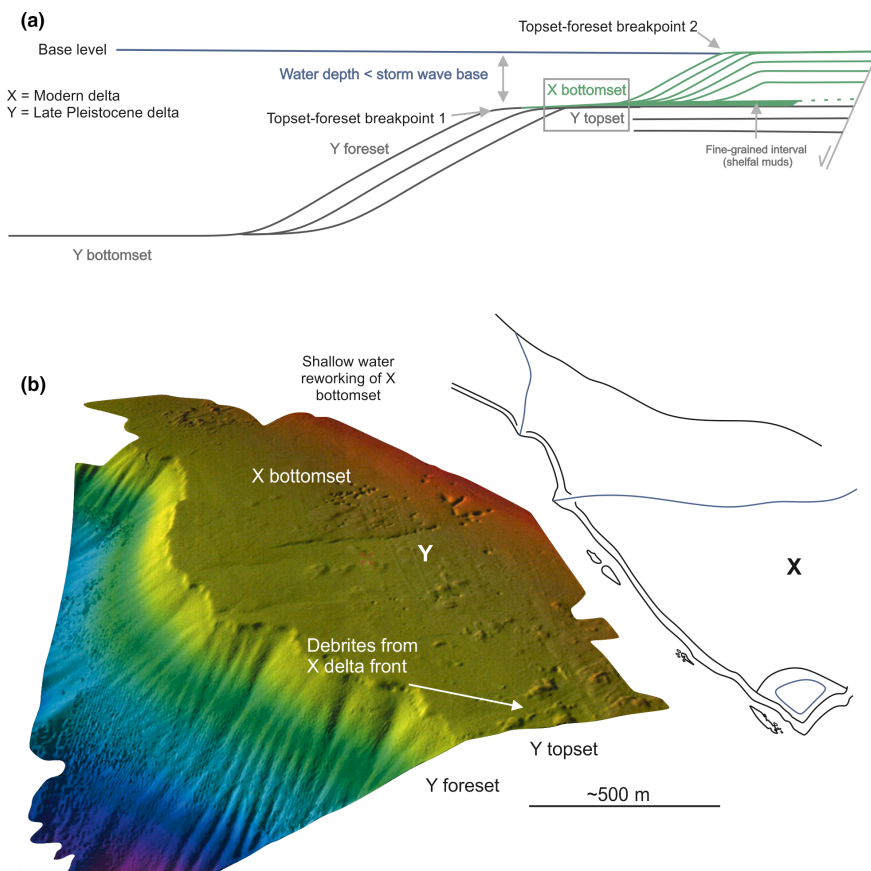 (a)
Topset-foreset breakpoint 2
Base level
Water depth < storm wave base
X = Modern delta
Y = Late Pleistocene delta
X bottomset
Topset-foreset breakpoint 1
Y topset
Y foreset
Fine-grained interval
(shelfal muds)
Y bottomset
(b)
Shallow water
reworking of X
bottomset
X bottomset
Y
X
Debrites from
X delta front
Y topset
Y foreset
~500 m